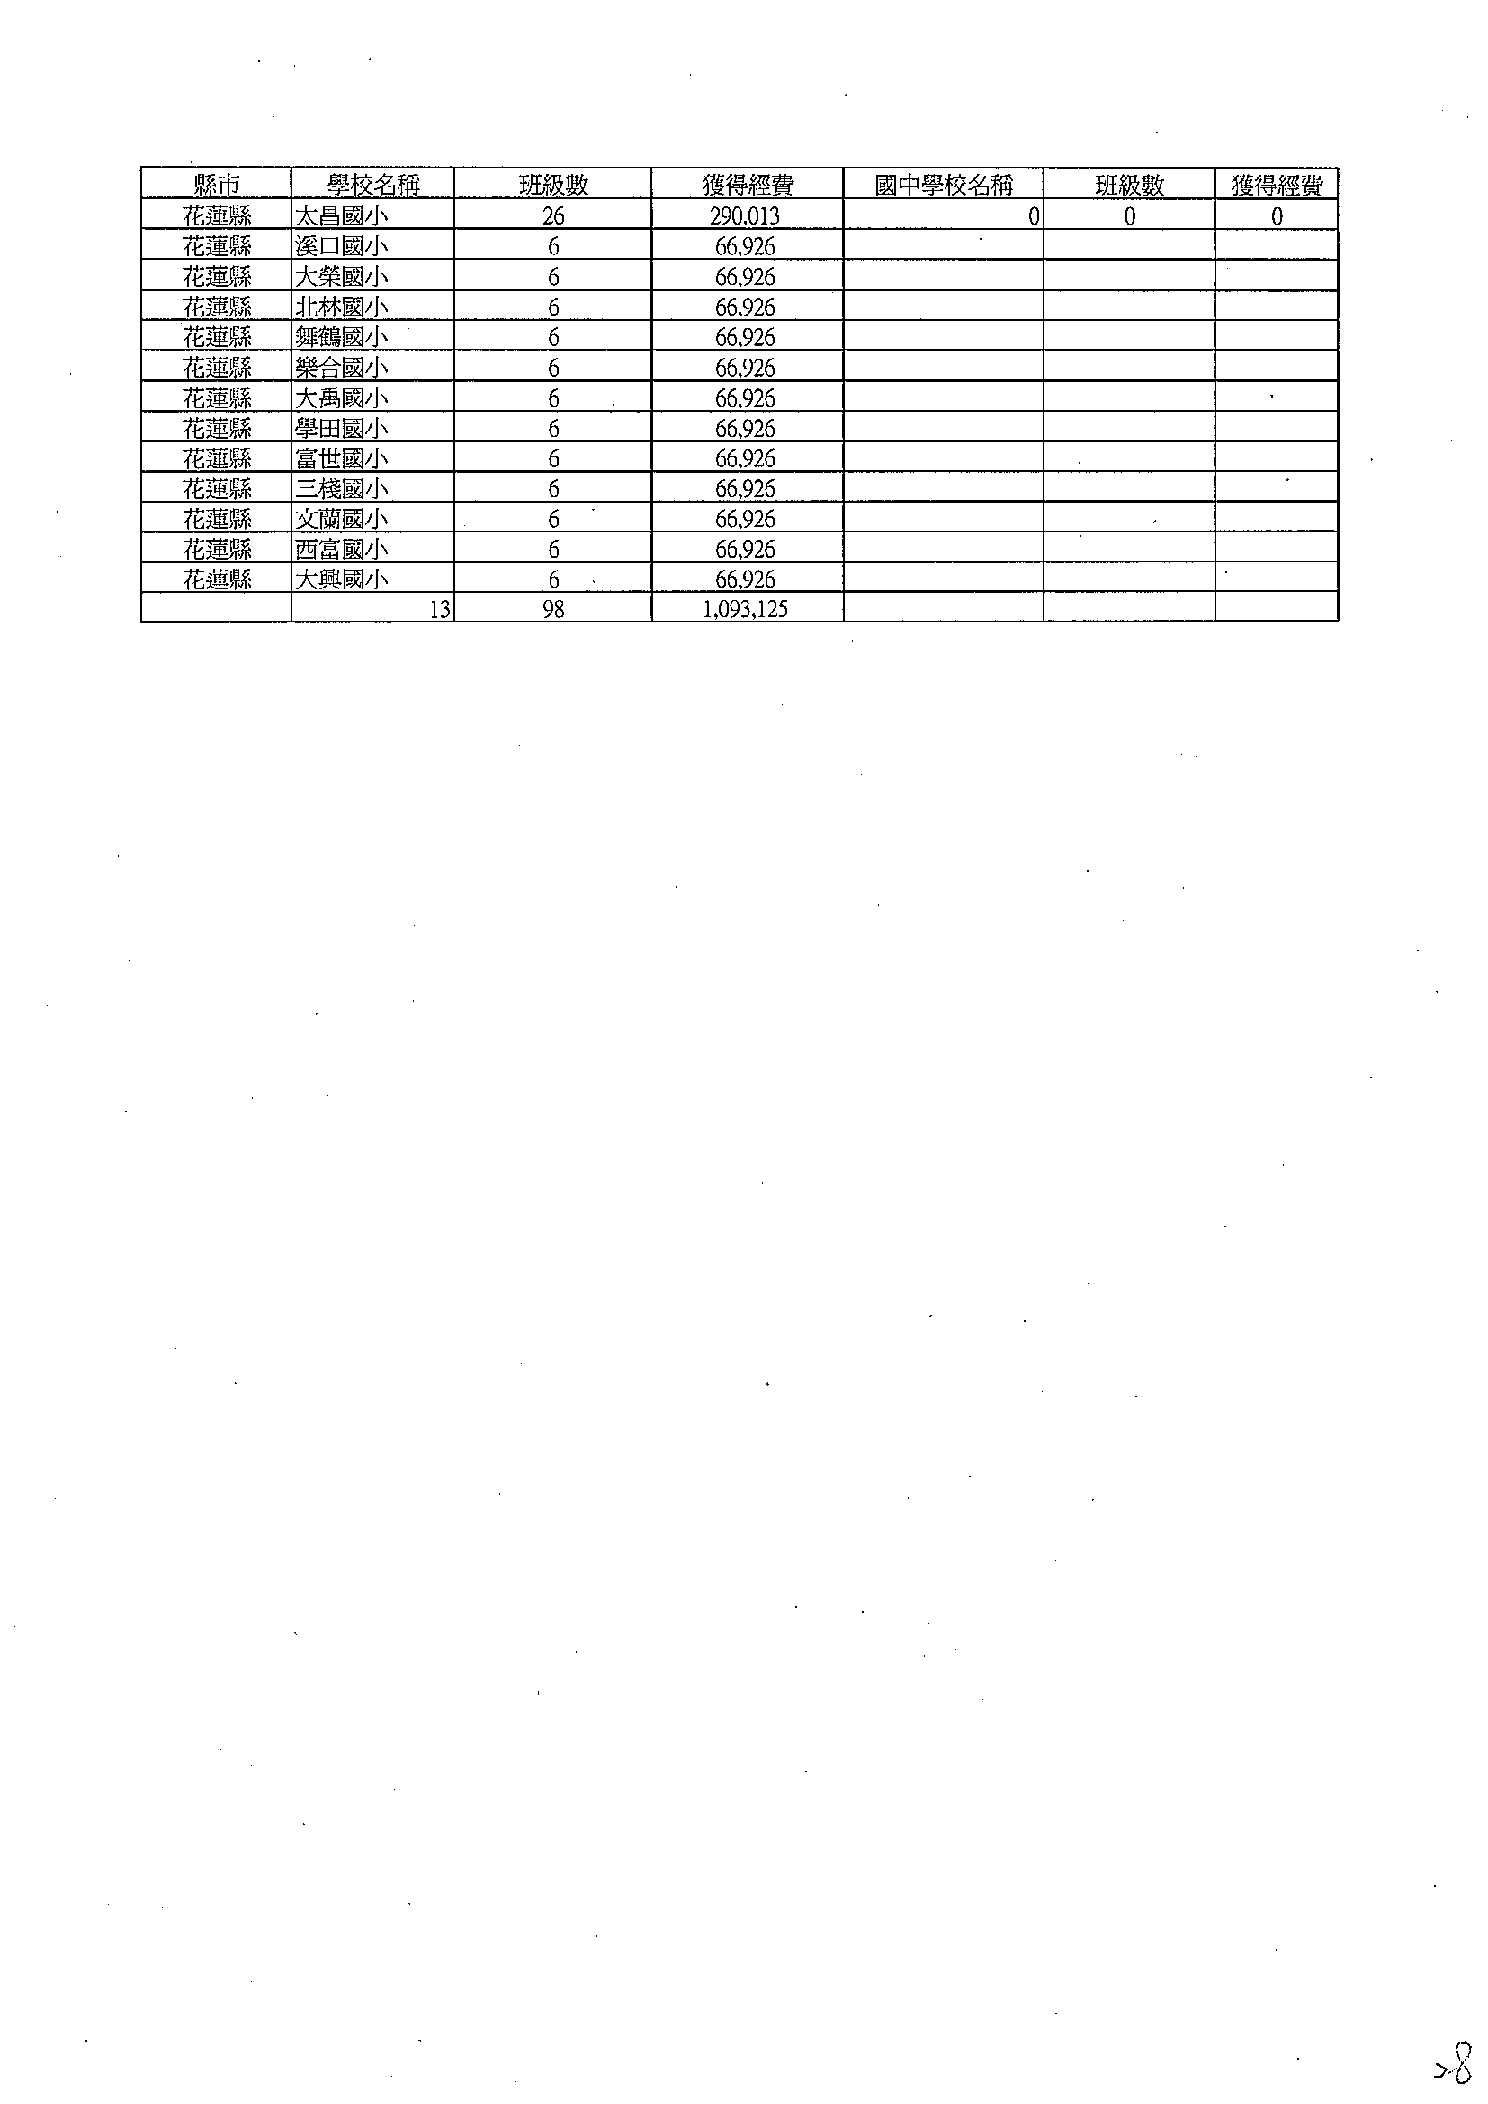 縣市 學校名稱 班級數 獲得經費 國中學校名稱 班級數 獲得經費
花蓮縣 太昌國小 26 290,013 0 0 0
花蓮縣 溪口國小 6 66,926
花蓮縣 大榮國小 6 66,926
花蓮縣 北林國小 6 66,926
花蓮縣 舞鶴國小 6 66,926
花蓮縣 樂合國小 6 66,926
花蓮縣 大禹國小 6 66,926
花蓮縣 學田國小 6 66,926
花蓮縣 富世國小 6 66,926
花蓮縣 三棧國小 6 66,926
花蓮縣 文蘭國小 6 66,926
花蓮縣 西富國小 6 66,926
花蓮縣 大興國小 6 66,926
13 98 1,093,125
28